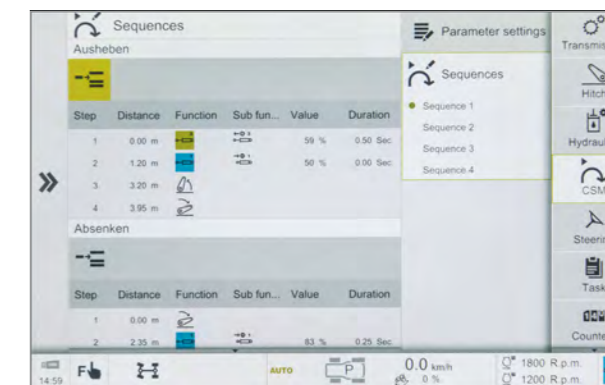 Sequences
Ausheben
Step Distance Function Sub fun... Value Duration
1 0.00 m 59 % 0.50 Sec
2 1.20 m 50 % 0.00 Sec
3 3.20 m
4 3.95 m
Absenken
Step Distance Function Sub fun... Value Duration
1 0.00 m
2 2.35 m 83 % 0.25 Sec
Parameter settings
Sequences
Sequence 1
Sequence 2
Sequence 3
Sequence 4
Transmis
Hitch
Hydraul
CSM
Steerin
Task
Counte
14:59 F AUTO P 0.0 km/h 0 % 1800 R.p.m.
1200 R.p.m.